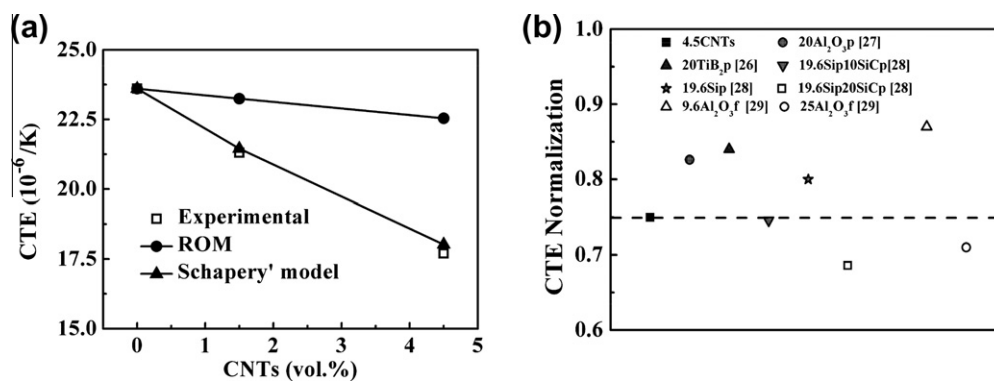 (a)
25.0
22.5
20.0
17.5
15.0
CTE (10⁻⁶/K)
Experimental
ROM
Schapery' model
0 1 2 3 4 5
CNTs (vol.%)
(b)
1.0
0.9
0.8
0.7
0.6
CTE Normalization
4.5CNTs 20Al₂O₃p [27]
20TiB₂p [26] 19.6Sip10SiCp[28]
19.6Sip [28] 19.6Sip20SiCp [28]
9.6Al₂O₃f [29] 25Al₂O₃f [29]